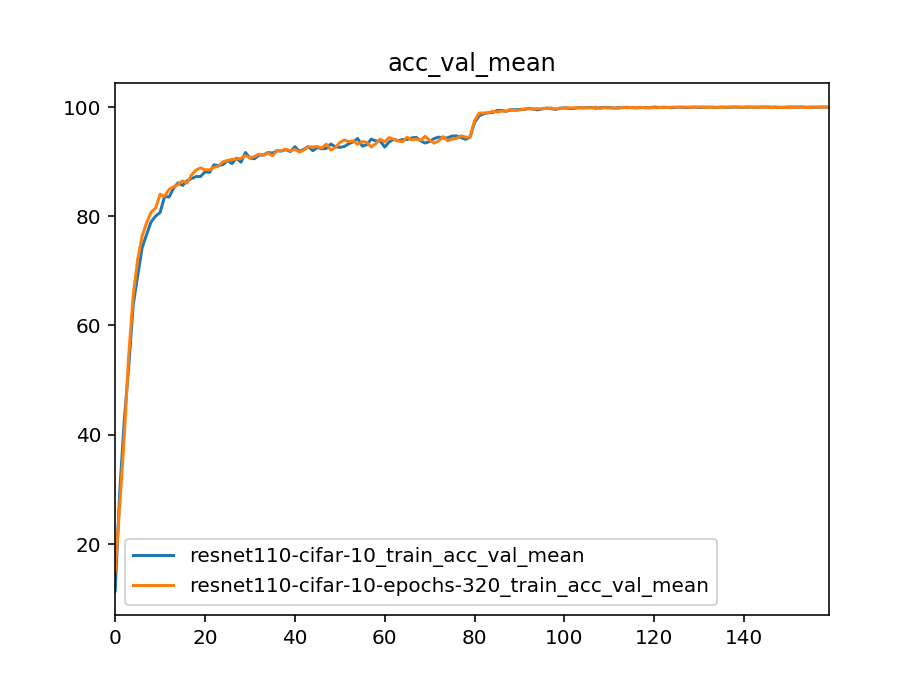 acc_val_mean
100
80
60
40
20
resnet110-cifar-10_train_acc_val_mean
resnet110-cifar-10-epochs-320_train_acc_val_mean
0 20 40 60 80 100 120 140